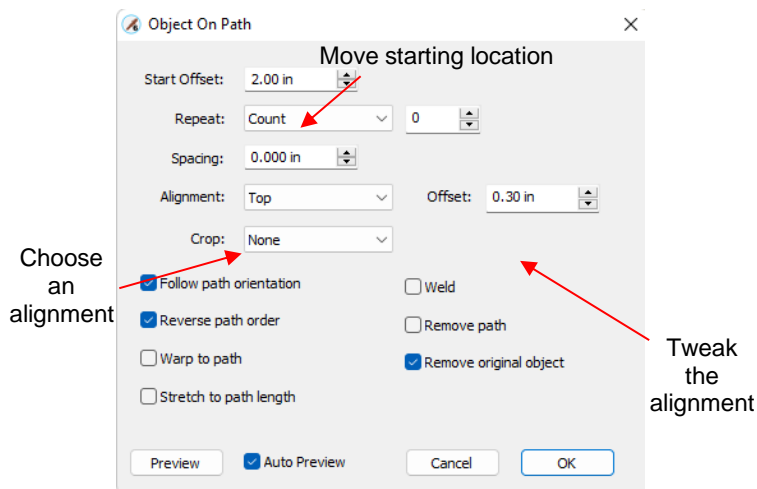 Object On Path
Move starting location
Start Offset: 2.00 in
Repeat: Count 0
Spacing: 0.000 in
Alignment: Top Offset: 0.30 in
Crop: None
Choose
an
alignment
Follow path orientation Weld
Reverse path order Remove path
Warp to path Remove original object
Stretch to path length
Tweak
the
alignment
Preview Auto Preview Cancel OK